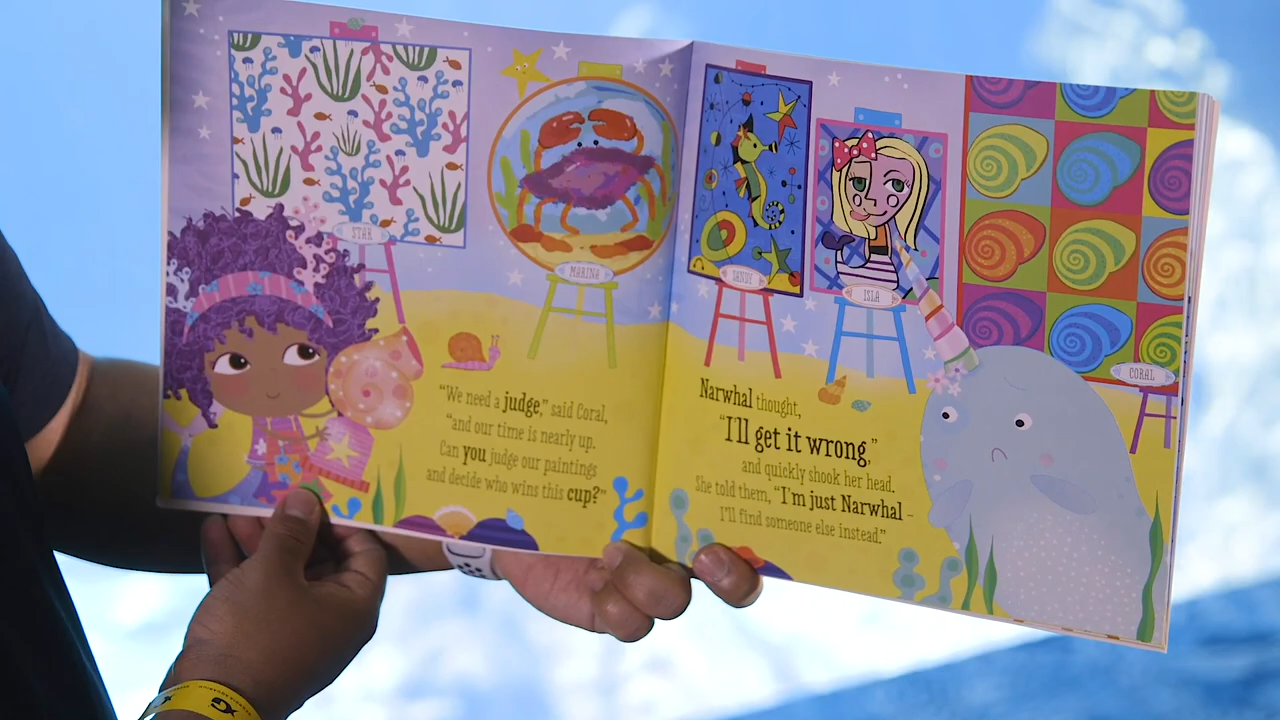 STAR
MARINA
SANDY
ISLA
CORAL
"We need a judge," said Coral,
"and our time is nearly up.
Can you judge our paintings
and decide who wins this cup?"
Narwhal thought,
"I'll get it wrong,"
and quickly shook her head.
She told them, "I'm just Narwhal –
I'll find someone else instead."
XG